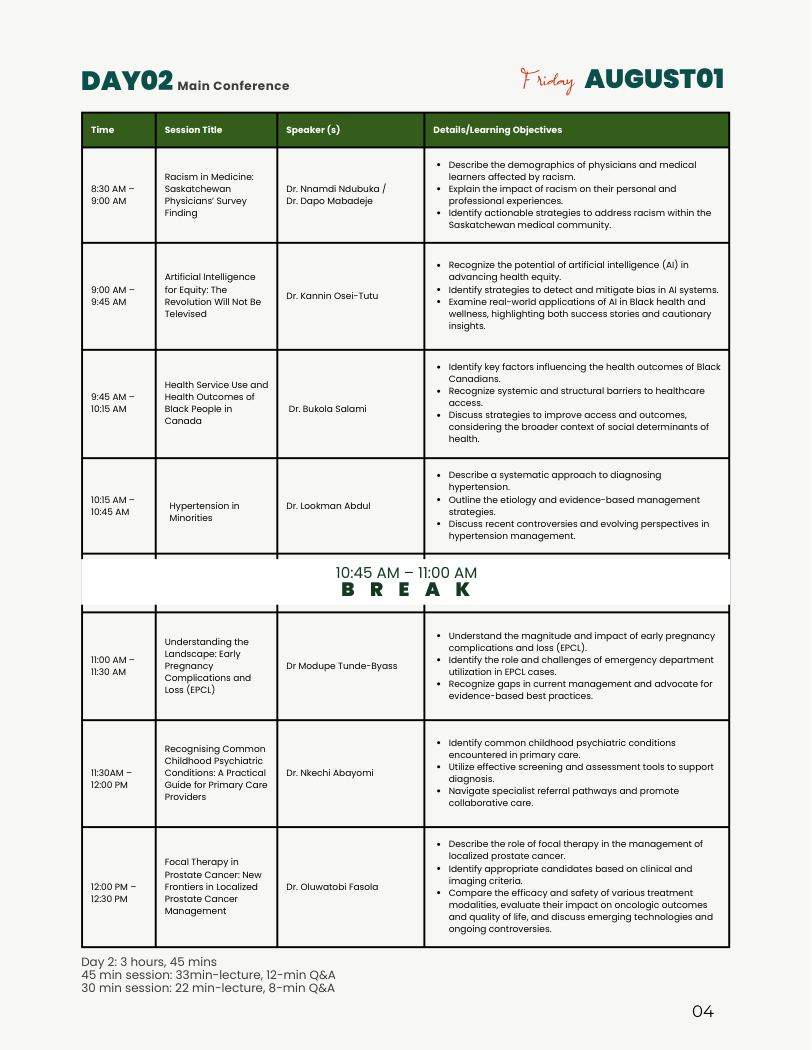 DAY02 Main Conference
Friday AUGUST01
Time
Session Title
Speaker (s)
Details/Learning Objectives
8:30 AM –
9:00 AM
Racism in Medicine:
Saskatchewan
Physicians’ Survey
Finding
Dr. Nnamdi Ndubuka /
Dr. Dapo Mabadeje
• Describe the demographics of physicians and medical
learners affected by racism.
• Explain the impact of racism on their personal and
professional experiences.
• Identify actionable strategies to address racism within the
Saskatchewan medical community.
9:00 AM –
9:45 AM
Artificial Intelligence
for Equity: The
Revolution Will Not Be
Televised
Dr. Kannin Osei-Tutu
• Recognize the potential of artificial intelligence (AI) in
advancing health equity.
• Identify strategies to detect and mitigate bias in AI systems.
• Examine real-world applications of AI in Black health and
wellness, highlighting both success stories and cautionary
insights.
9:45 AM –
10:15 AM
Health Service Use and
Health Outcomes of
Black People in
Canada
Dr. Bukola Salami
• Identify key factors influencing the health outcomes of Black
Canadians.
• Recognize systemic and structural barriers to healthcare
access.
• Discuss strategies to improve access and outcomes,
considering the broader context of social determinants of
health.
10:15 AM –
10:45 AM
Hypertension in
Minorities
Dr. Lookman Abdul
• Describe a systematic approach to diagnosing
hypertension.
• Outline the etiology and evidence-based management
strategies.
• Discuss recent controversies and evolving perspectives in
hypertension management.
10:45 AM – 11:00 AM
BREAK
11:00 AM –
11:30 AM
Understanding the
Landscape: Early
Pregnancy
Complications and
Loss (EPCL)
Dr Modupe Tunde-Byass
• Understand the magnitude and impact of early pregnancy
complications and loss (EPCL).
• Identify the role and challenges of emergency department
utilization in EPCL cases.
• Recognize gaps in current management and advocate for
evidence-based best practices.
11:30AM –
12:00 PM
Recognising Common
Childhood Psychiatric
Conditions: A Practical
Guide for Primary Care
Providers
Dr. Nkechi Abayomi
• Identify common childhood psychiatric conditions
encountered in primary care.
• Utilize effective screening and assessment tools to support
diagnosis.
• Navigate specialist referral pathways and promote
collaborative care.
12:00 PM –
12:30 PM
Focal Therapy in
Prostate Cancer: New
Frontiers in Localized
Prostate Cancer
Management
Dr. Oluwatobi Fasola
• Describe the role of focal therapy in the management of
localized prostate cancer.
• Identify appropriate candidates based on clinical and
imaging criteria.
• Compare the efficacy and safety of various treatment
modalities, evaluate their impact on oncologic outcomes
and quality of life, and discuss emerging technologies and
ongoing controversies.
Day 2: 3 hours, 45 mins
45 min session: 33min-lecture, 12-min Q&A
30 min session: 22 min-lecture, 8-min Q&A
04